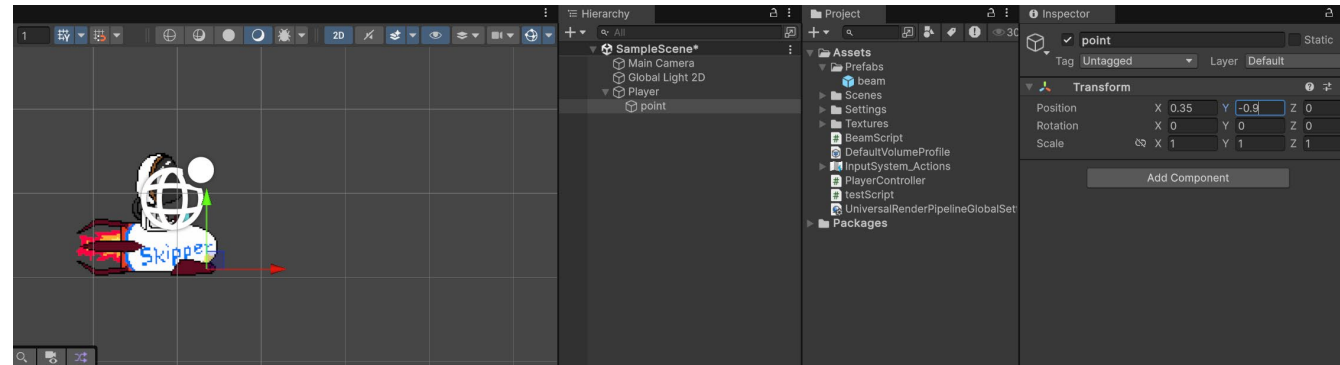 Hierarchy
Project
Inspector
1
2D
All
30
point
Static
SampleScene*
Assets
Tag Untagged
Layer Default
Main Camera
Prefabs
Global Light 2D
beam
Transform
Player
Scenes
point
Settings
Position X 0.35 Y -0.9 Z 0
Textures
Rotation X 0 Y 0 Z 0
BeamScript
Scale X 1 Y 1 Z 1
DefaultVolumeProfile
InputSystem_Actions
Add Component
PlayerController
testScript
UniversalRenderPipelineGlobalSet
Packages
Skipper